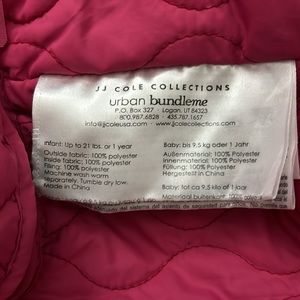 JJ COLE COLLECTIONS
urban bundleme
P.O. Box 327 Logan, UT 84323
800.987.6828 435.787.1657
info@jjcoleusa.com www.jjcolecollections.com
Infant: Up to 21 lbs. or 1 year
Outside fabric: 100% polyester
Inside fabric: 100% polyester
Filling: 100% polyester
Machine wash warm
separately. Tumble dry low.
Made in China
Baby: bis 9,5 kg oder 1 Jahr
Außenmaterial: 100% Polyester
Innenmaterial: 100% Polyester
Füllung: 100% Polyester
Hergestellt in China
Baby: tot ca 9,5 kilo of 1 jaar
Materiaal buitenkant: 100%